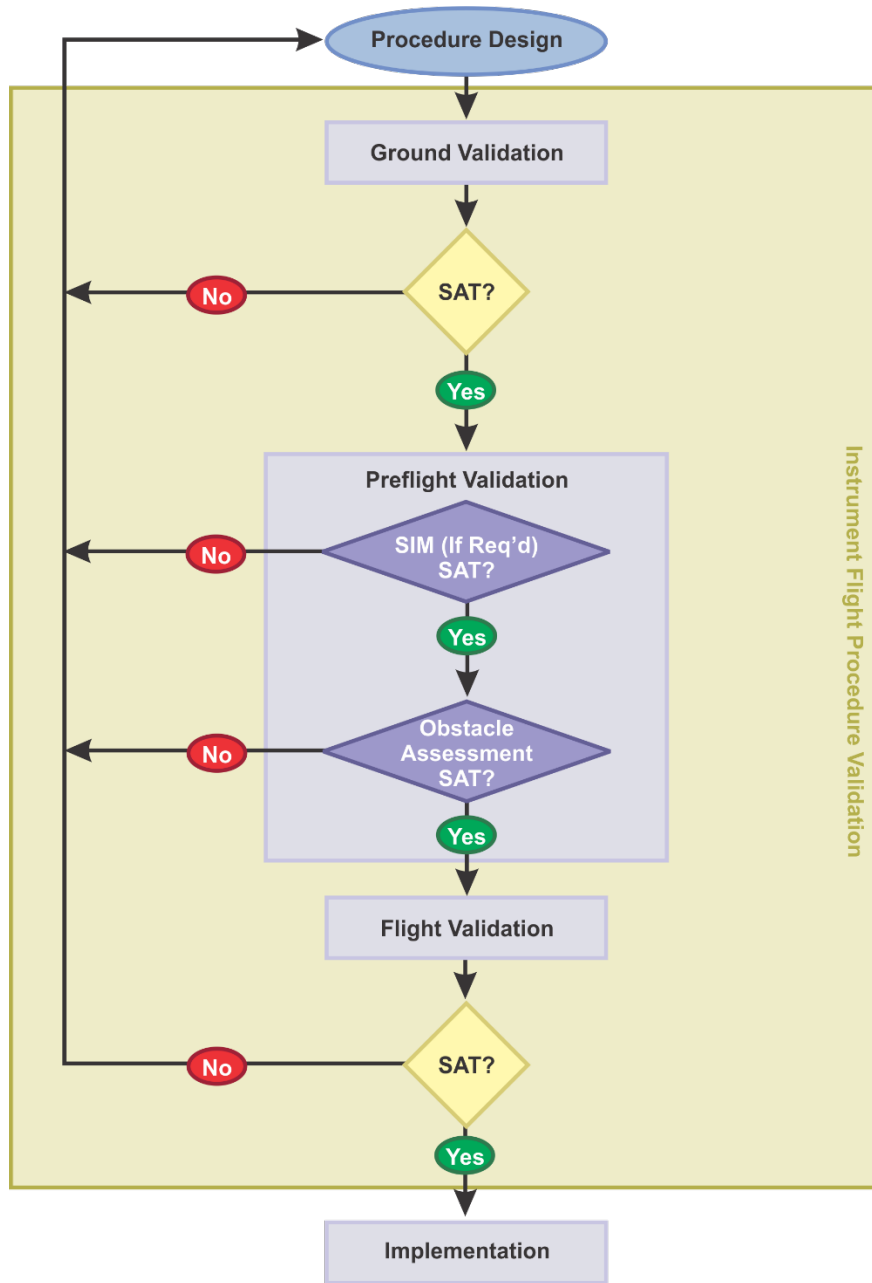 Procedure Design
Ground Validation
SAT?
No
Yes
Preflight Validation
SIM (If Req’d)
SAT?
No
Yes
Obstacle
Assessment
SAT?
No
Yes
Flight Validation
SAT?
No
Yes
Implementation
Instrument Flight Procedure Validation